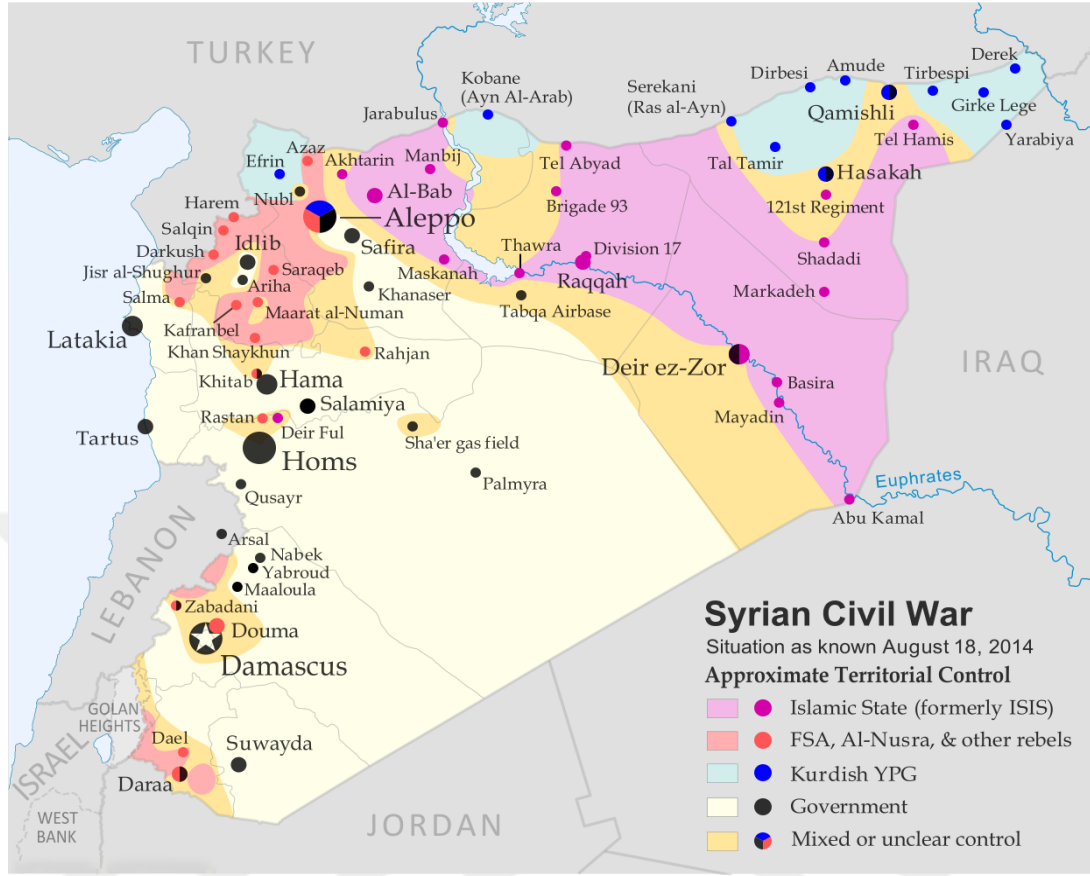 TURKEY
Derek
Amude
Dirbesi
Tirbespi
Kobane
(Ayn Al-Arab)
Serekani
(Ras al-Ayn)
Qamishli
Girke Lege
Jarabulus
Yarabiya
Tel Hamis
Azaz
Efrin
Akhtarin
Manbij
Tel Abyad
Tal Tamir
Hasakah
Nubl
Al-Bab
Brigade 93
121st Regiment
Harem
Aleppo
Salqin
Safira
Idlib
Thawra
Division 17
Shadadi
Darkush
Jisr al-Shughur
Saraqeb
Maskanah
Raqqah
Ariha
Khanaser
Markadeh
Salma
Tabqa Airbase
Maarat al-Numan
Kafranbel
Latakia
Khan Shaykhun
Rahjan
IRAQ
Deir ez-Zor
Khitab
Hama
Basira
Salamiya
Mayadin
Rastan
Deir Ful
Tartus
Sha'er gas field
Homs
Palmyra
Euphrates
Qusayr
Abu Kamal
LEBANON
Arsal
Nabek
Yabroud
Maaloula
Zabadani
Douma
Damascus
GOLAN
HEIGHTS
ISRAEL
Dael
Suwayda
Daraa
WEST
BANK
JORDAN
Syrian Civil War
Situation as known August 18, 2014
Approximate Territorial Control
Islamic State (formerly ISIS)
FSA, Al-Nusra, & other rebels
Kurdish YPG
Government
Mixed or unclear control